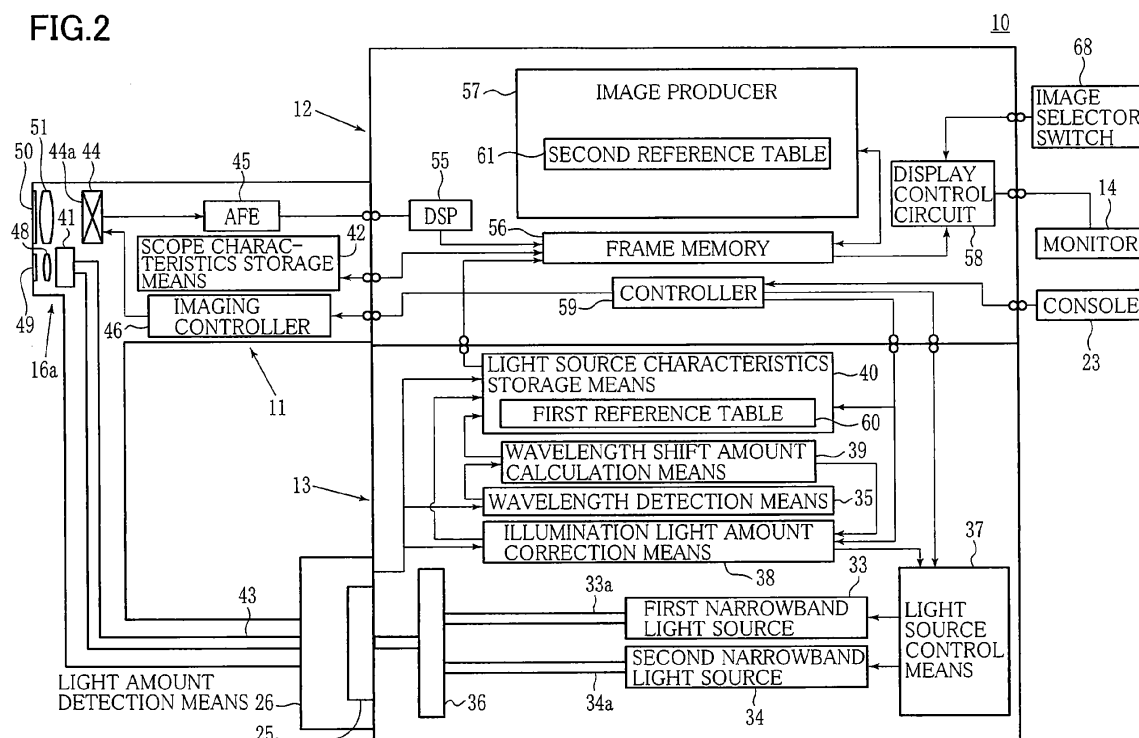 FIG.2
10
68
57
IMAGE PRODUCER
IMAGE
SELECTOR
SWITCH
12
51
50
44a
44
45
55
61
SECOND REFERENCE TABLE
DISPLAY
CONTROL
CIRCUIT
14
41
AFE
DSP
58
48
42
56
FRAME MEMORY
MONITOR
SCOPE CHARAC-
TERISTICS STORAGE
MEANS
CONTROLLER
59
CONSOLE
49
46
IMAGING
CONTROLLER
23
16a
11
LIGHT SOURCE CHARACTERISTICS
STORAGE MEANS
40
FIRST REFERENCE TABLE
60
WAVELENGTH SHIFT AMOUNT
CALCULATION MEANS
39
13
WAVELENGTH DETECTION MEANS
35
ILLUMINATION LIGHT AMOUNT
CORRECTION MEANS
38
37
33a
33
43
FIRST NARROWBAND
LIGHT SOURCE
LIGHT
SOURCE
CONTROL
MEANS
SECOND NARROWBAND
LIGHT SOURCE
34a
34
36
LIGHT AMOUNT
DETECTION MEANS 26
25